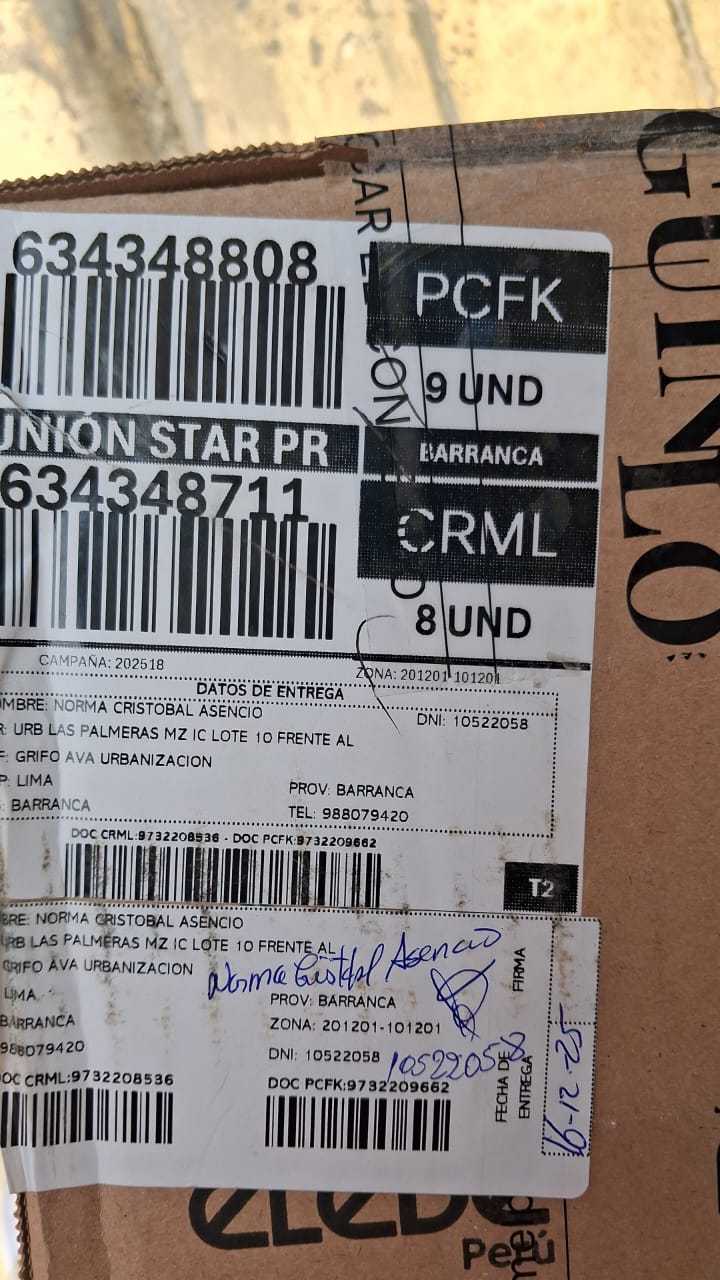 634348808
PCFK
9 UND
UNIÓN STAR PR
BARRANCA
634348711
CRML
8 UND
CAMPAÑA: 202518
ZONA: 201201-101201
DATOS DE ENTREGA
MBRE: NORMA CRISTOBAL ASENCIO
DNI: 10522058
R: URB LAS PALMERAS MZ IC LOTE 10 FRENTE AL
F: GRIFO AVA URBANIZACION
P: LIMA
PROV: BARRANCA
: BARRANCA
TEL: 988079420
DOC CRML:9732208536 - DOC PCFK:9732209662
T2
BRE: NORMA CRISTOBAL ASENCIO
URB LAS PALMERAS MZ IC LOTE 10 FRENTE AL
GRIFO AVA URBANIZACION
Norma Cristobal Asencio
LIMA
PROV: BARRANCA
BARRANCA
ZONA: 201201-101201
988079420
DNI: 10522058
10522058
DOC CRML:9732208536
DOC PCFK:9732209662
FIRMA
FECHA DE
ENTREGA
-12-25
GUINLO
Perú